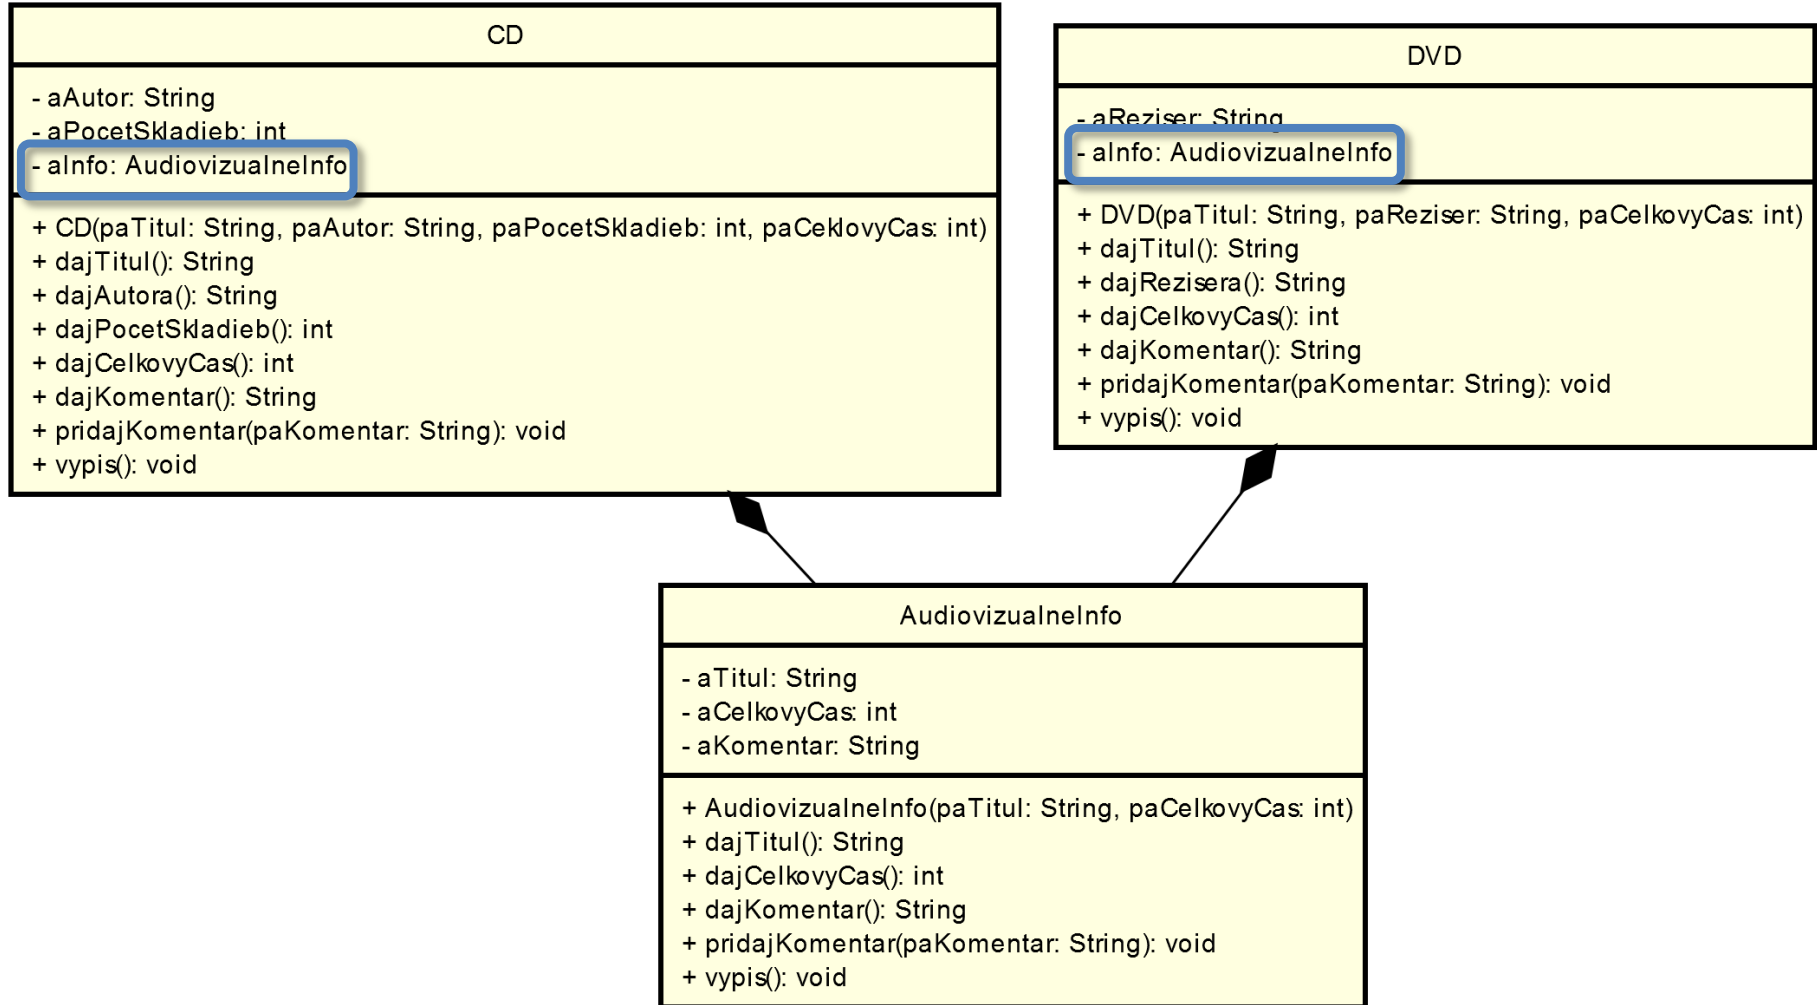 CD
- aAutor: String
- aPocetSkladieb: int
- aInfo: AudiovizualneInfo
+ CD(paTitul: String, paAutor: String, paPocetSkladieb: int, paCeklovyCas: int)
+ dajTitul(): String
+ dajAutora(): String
+ dajPocetSkladieb(): int
+ dajCelkovyCas(): int
+ dajKomentar(): String
+ pridajKomentar(paKomentar: String): void
+ vypis(): void
DVD
- aReziser: String
- aInfo: AudiovizualneInfo
+ DVD(paTitul: String, paReziser: String, paCelkovyCas: int)
+ dajTitul(): String
+ dajRezisera(): String
+ dajCelkovyCas(): int
+ dajKomentar(): String
+ pridajKomentar(paKomentar: String): void
+ vypis(): void
AudiovizualneInfo
- aTitul: String
- aCelkovyCas: int
- aKomentar: String
+ AudiovizualneInfo(paTitul: String, paCelkovyCas: int)
+ dajTitul(): String
+ dajCelkovyCas(): int
+ dajKomentar(): String
+ pridajKomentar(paKomentar: String): void
+ vypis(): void